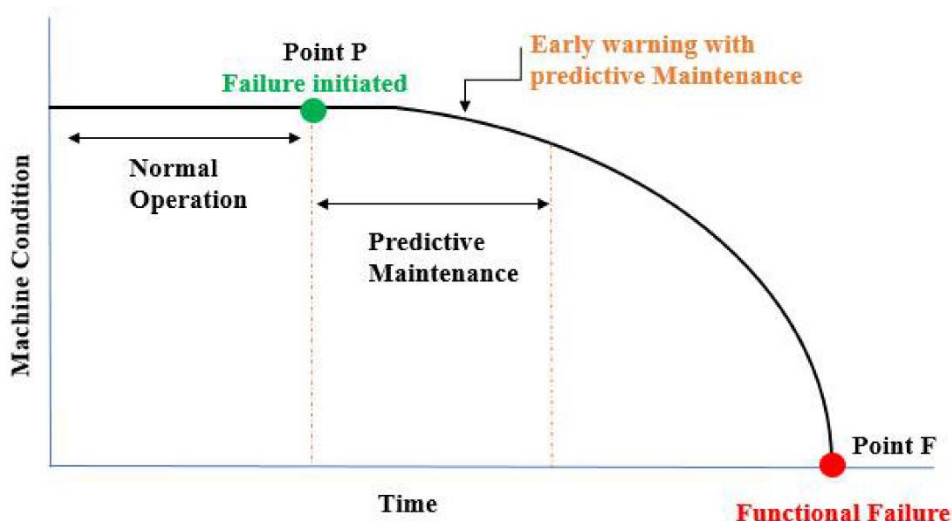 Point P
Failure initiated
Early warning with
predictive Maintenance
Normal
Operation
Predictive
Maintenance
Machine Condition
Point F
Time
Functional Failure